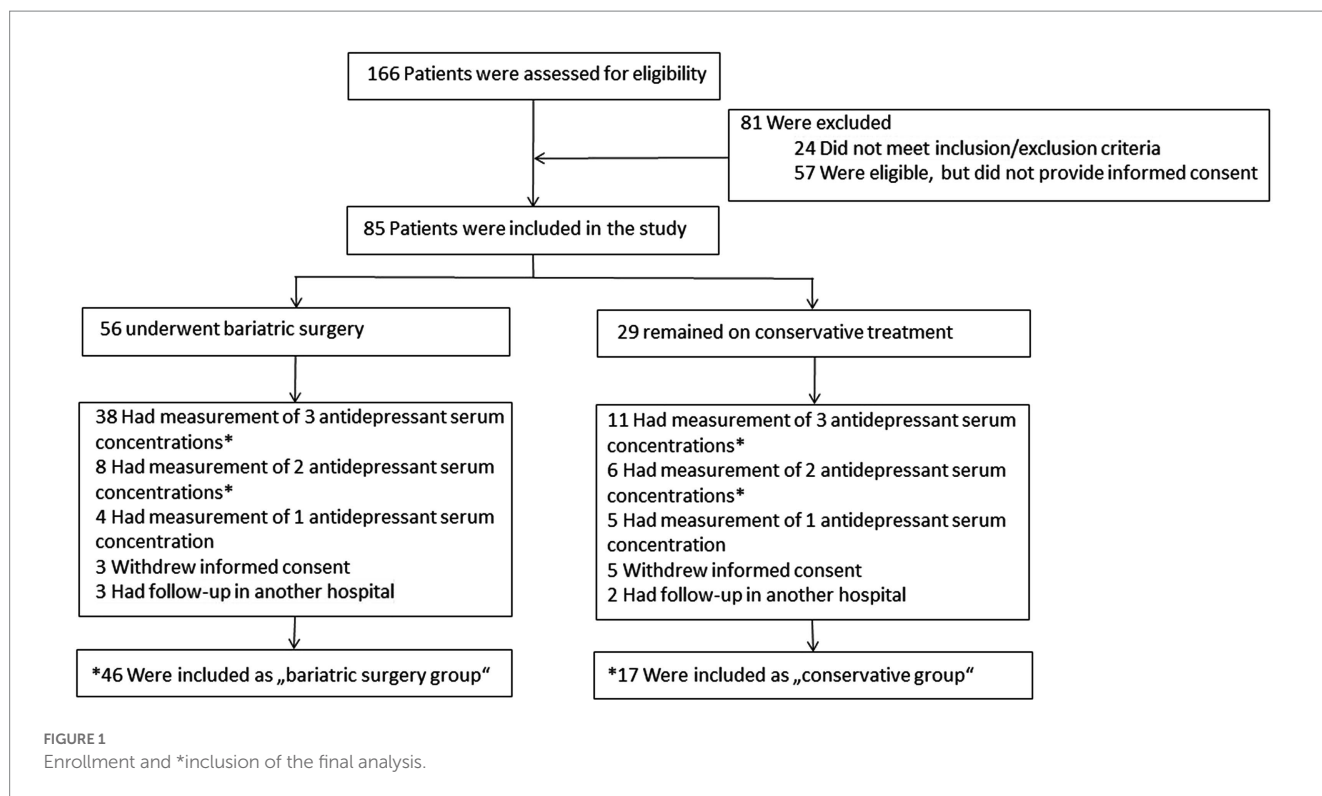 166 Patients were assessed for eligibility
81 Were excluded
24 Did not meet inclusion/exclusion criteria
57 Were eligible, but did not provide informed consent
85 Patients were included in the study
56 underwent bariatric surgery
29 remained on conservative treatment
38 Had measurement of 3 antidepressant serum
concentrations*
8 Had measurement of 2 antidepressant serum
concentrations*
4 Had measurement of 1 antidepressant serum
concentration
3 Withdrew informed consent
3 Had follow-up in another hospital
11 Had measurement of 3 antidepressant serum
concentrations*
6 Had measurement of 2 antidepressant serum
concentrations*
5 Had measurement of 1 antidepressant serum
concentration
5 Withdrew informed consent
2 Had follow-up in another hospital
*46 Were included as „bariatric surgery group“
*17 Were included as „conservative group“
FIGURE 1
Enrollment and *inclusion of the final analysis.